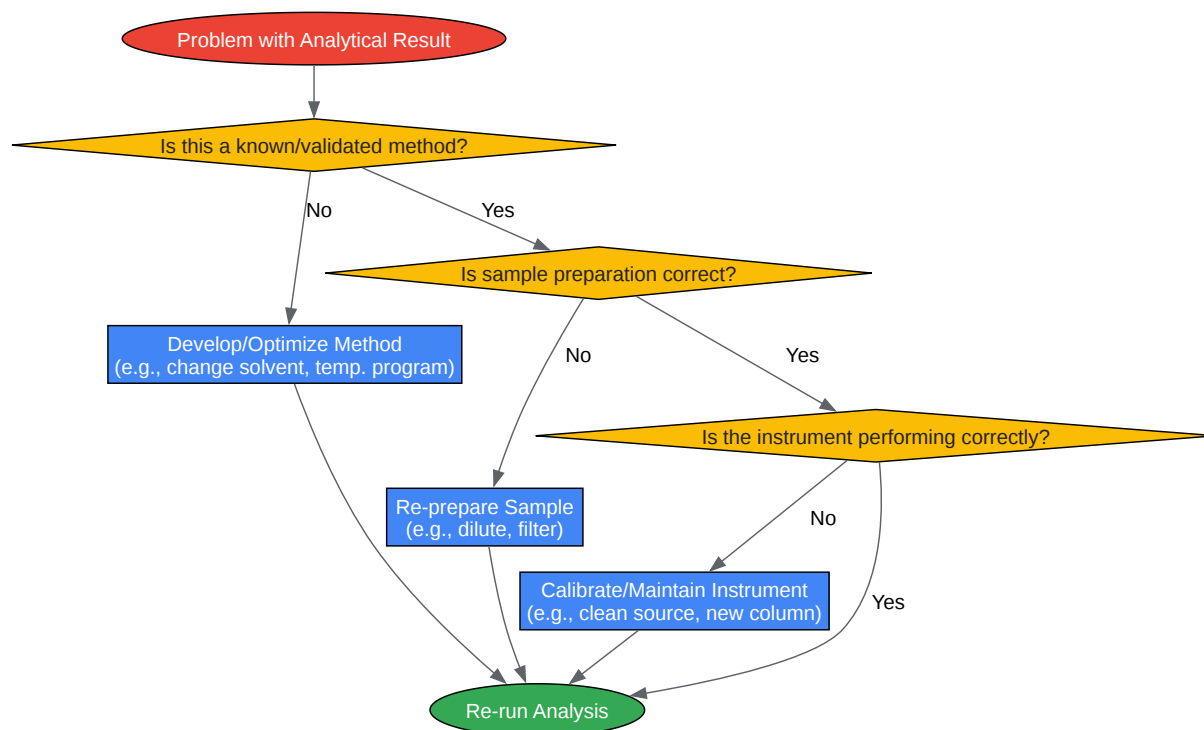 Problem with Analytical Result
Is this a known/validated method?
No
Yes
Is sample preparation correct?
Develop/Optimize Method
(e.g., change solvent, temp. program)
No
Yes
Is the instrument performing correctly?
Re-prepare Sample
(e.g., dilute, filter)
No
Calibrate/Maintain Instrument
(e.g., clean source, new column)
Yes
Re-run Analysis